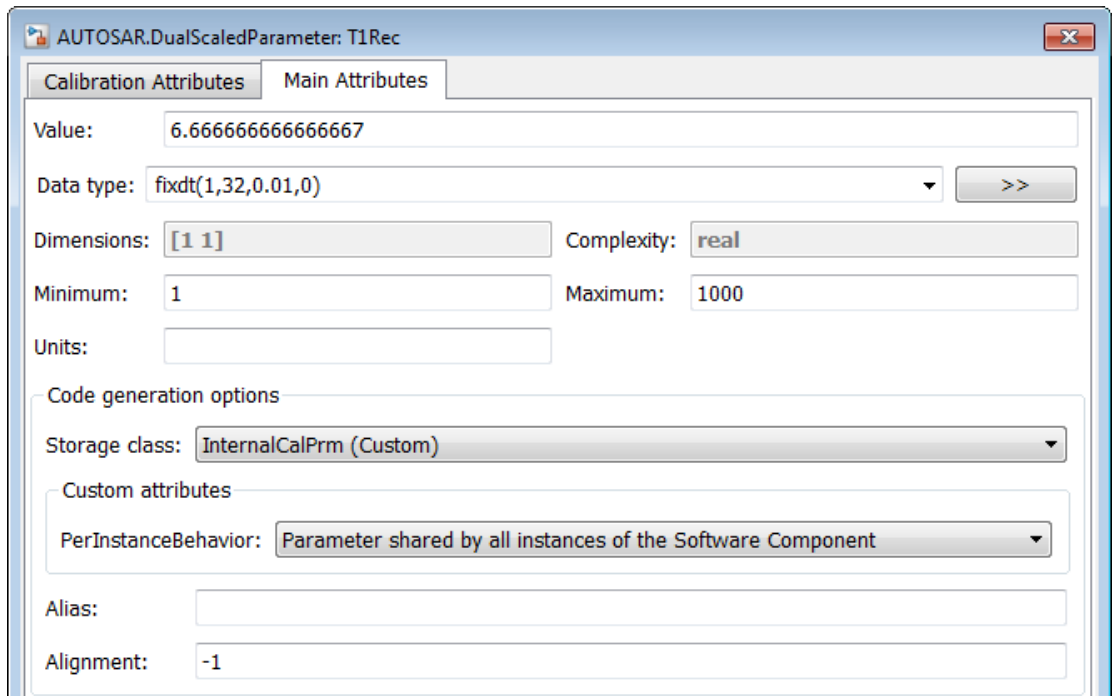 AUTOSAR.DualScaledParameter: T1Rec
Calibration Attributes Main Attributes
Value: 6.666666666666667
Data type: fixdt(1,32,0.01,0) >>
Dimensions: [1 1] Complexity: real
Minimum: 1 Maximum: 1000
Units:
Code generation options
Storage class: InternalCalPrm (Custom)
Custom attributes
PerInstanceBehavior: Parameter shared by all instances of the Software Component
Alias:
Alignment: -1